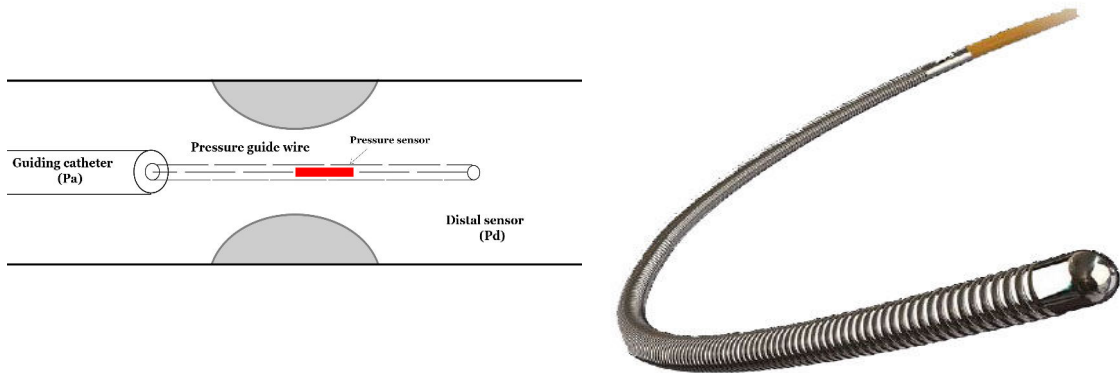 Pressure sensor
Pressure guide wire
Guiding catheter
(Pa)
Distal sensor
(Pd)